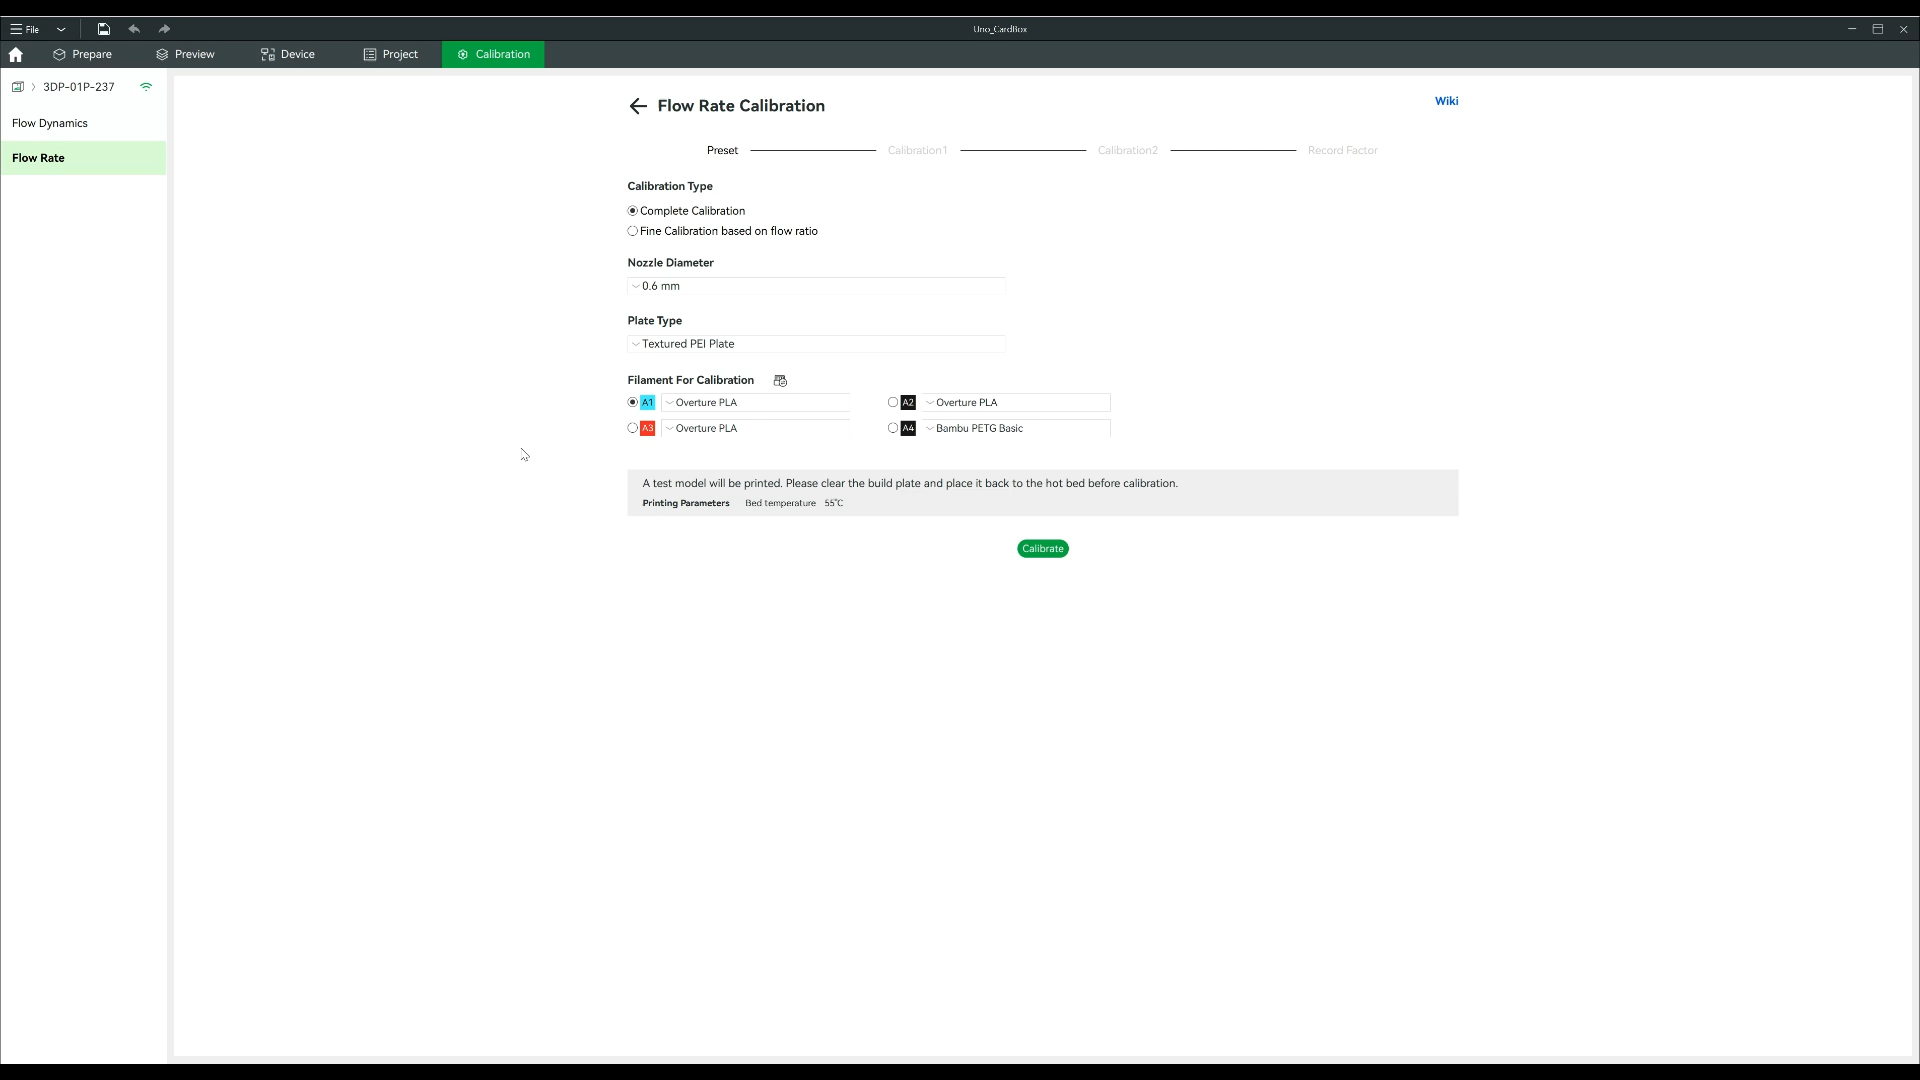 File
Uno_CardBox
Prepare
Preview
Device
Project
Calibration
3DP-01P-237
Flow Dynamics
Flow Rate
Flow Rate Calibration
Wiki
Preset
Calibration1
Calibration2
Record Factor
Calibration Type
Complete Calibration
Fine Calibration based on flow ratio
Nozzle Diameter
0.6 mm
Plate Type
Textured PEI Plate
Filament For Calibration
A1 Overture PLA
A2 Overture PLA
A3 Overture PLA
A4 Bambu PETG Basic
A test model will be printed. Please clear the build plate and place it back to the hot bed before calibration.
Printing Parameters Bed temperature 55°C
Calibrate